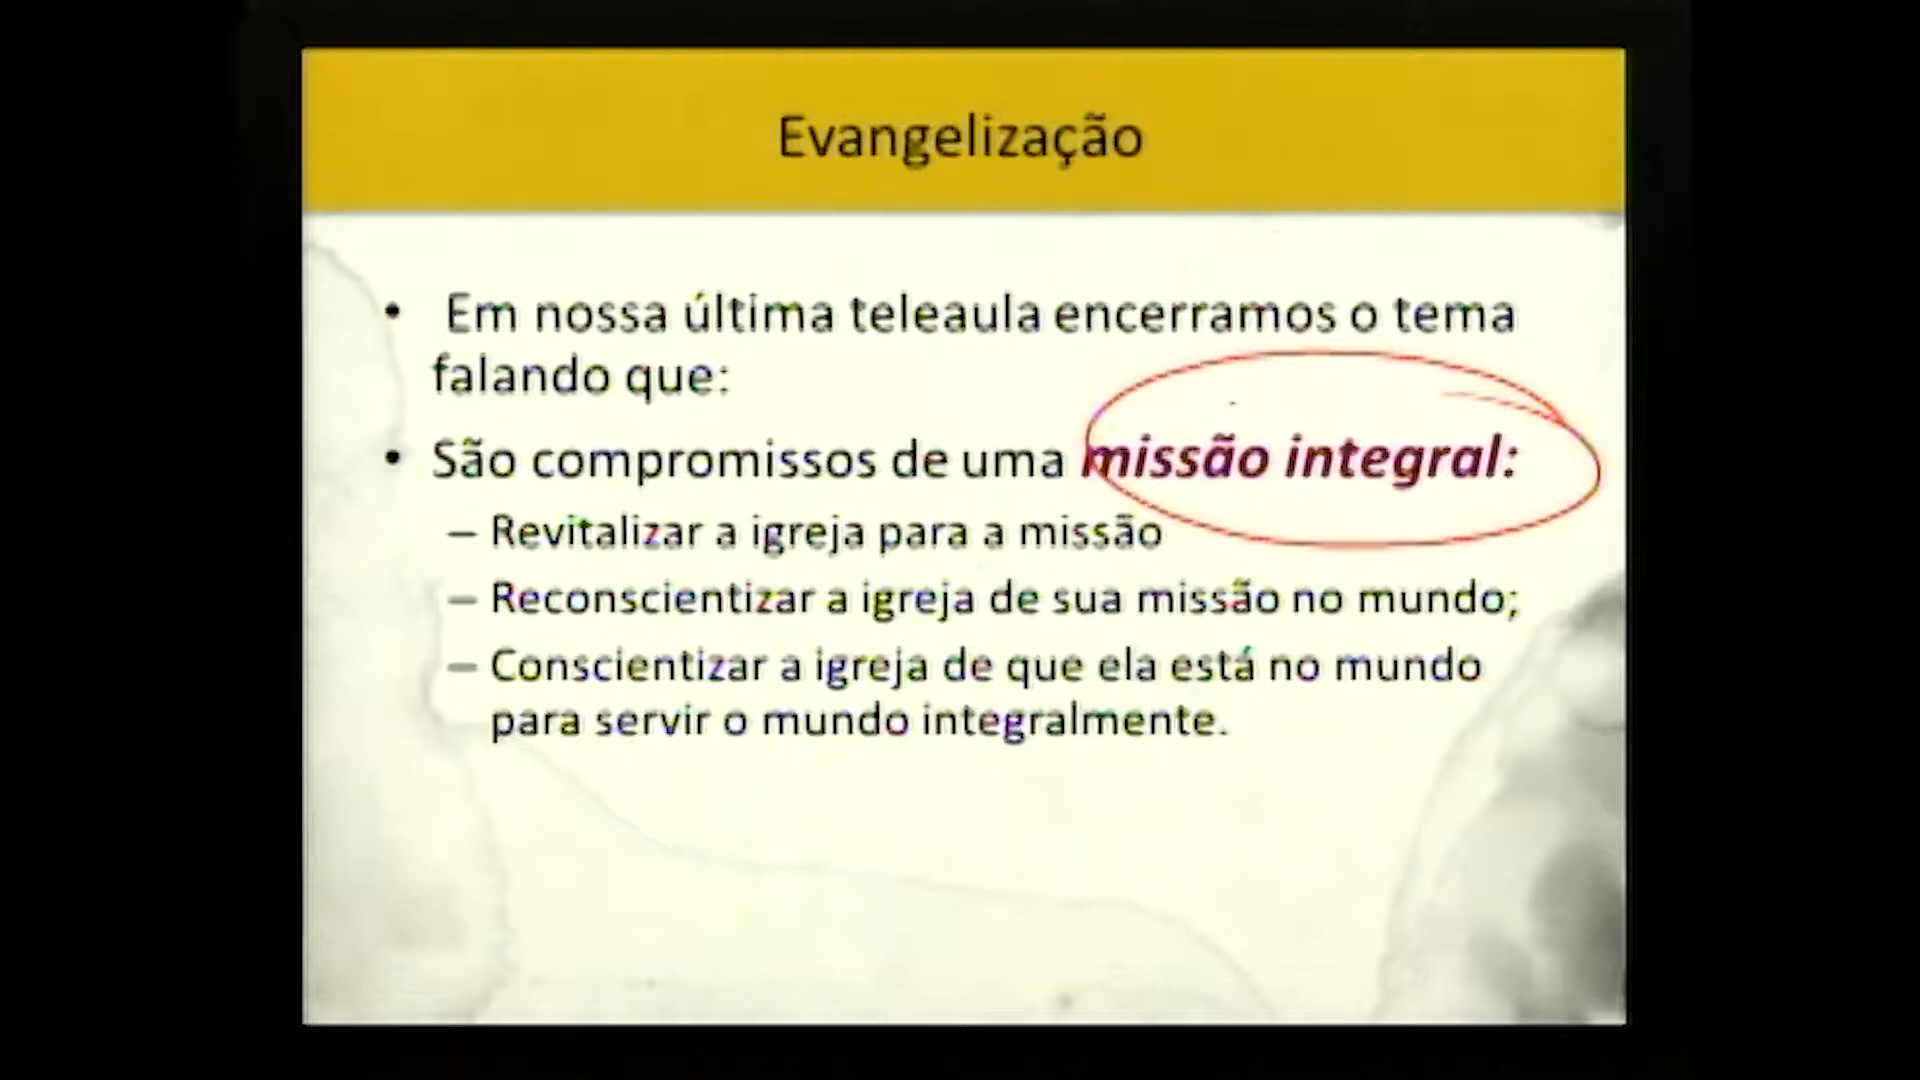 Evangelização
• Em nossa última teleaula encerramos o tema
falando que:
• São compromissos de uma missão integral:
– Revitalizar a igreja para a missão
– Reconscientizar a igreja de sua missão no mundo;
– Conscientizar a igreja de que ela está no mundo
para servir o mundo integralmente.